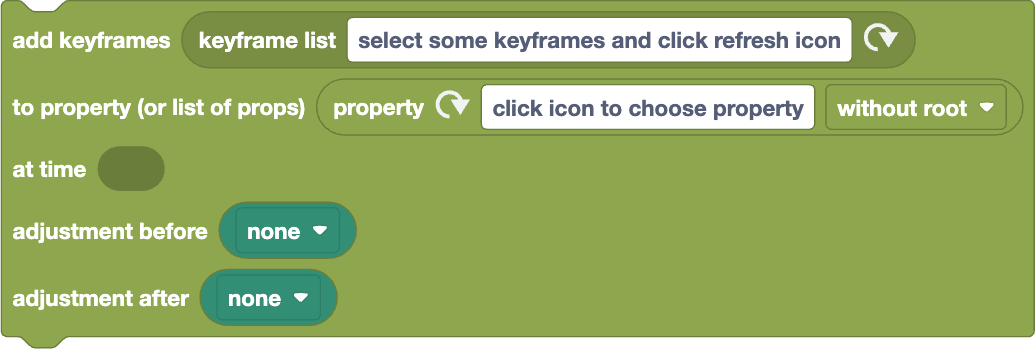 add keyframes keyframe list select some keyframes and click refresh icon
to property (or list of props) property click icon to choose property without root
at time
adjustment before none
adjustment after none